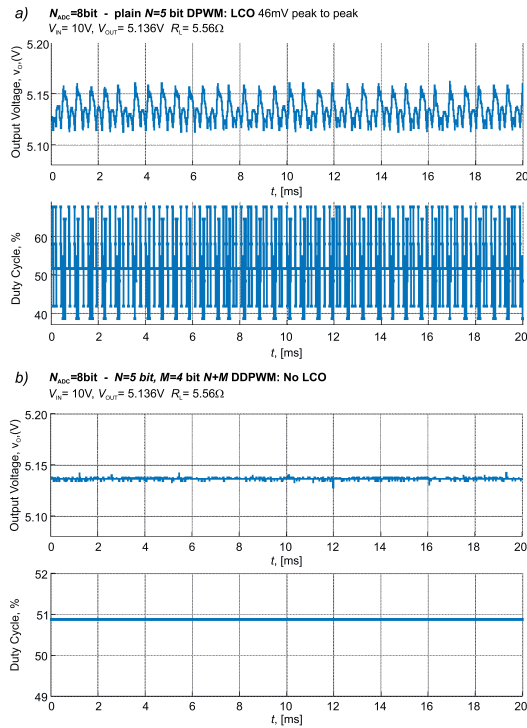 a) N_ADC=8bit - plain N=5 bit DPWM: LCO 46mV peak to peak
V_IN= 10V, V_OUT= 5.136V R_L= 5.56Ω
5.20
5.15
5.10
Output Voltage, v_O1(V)
0 2 4 6 8 10 12 14 16 18 20
t, [ms]
60
50
40
Duty Cycle, %
0 2 4 6 8 10 12 14 16 18 20
t, [ms]
b) N_ADC=8bit - N=5 bit, M=4 bit N+M DDPWM: No LCO
V_IN= 10V, V_OUT= 5.136V R_L= 5.56Ω
5.20
5.15
5.10
Output Voltage, v_O1(V)
0 2 4 6 8 10 12 14 16 18 20
t, [ms]
52
51
50
49
Duty Cycle, %
0 2 4 6 8 10 12 14 16 18 20
t, [ms]